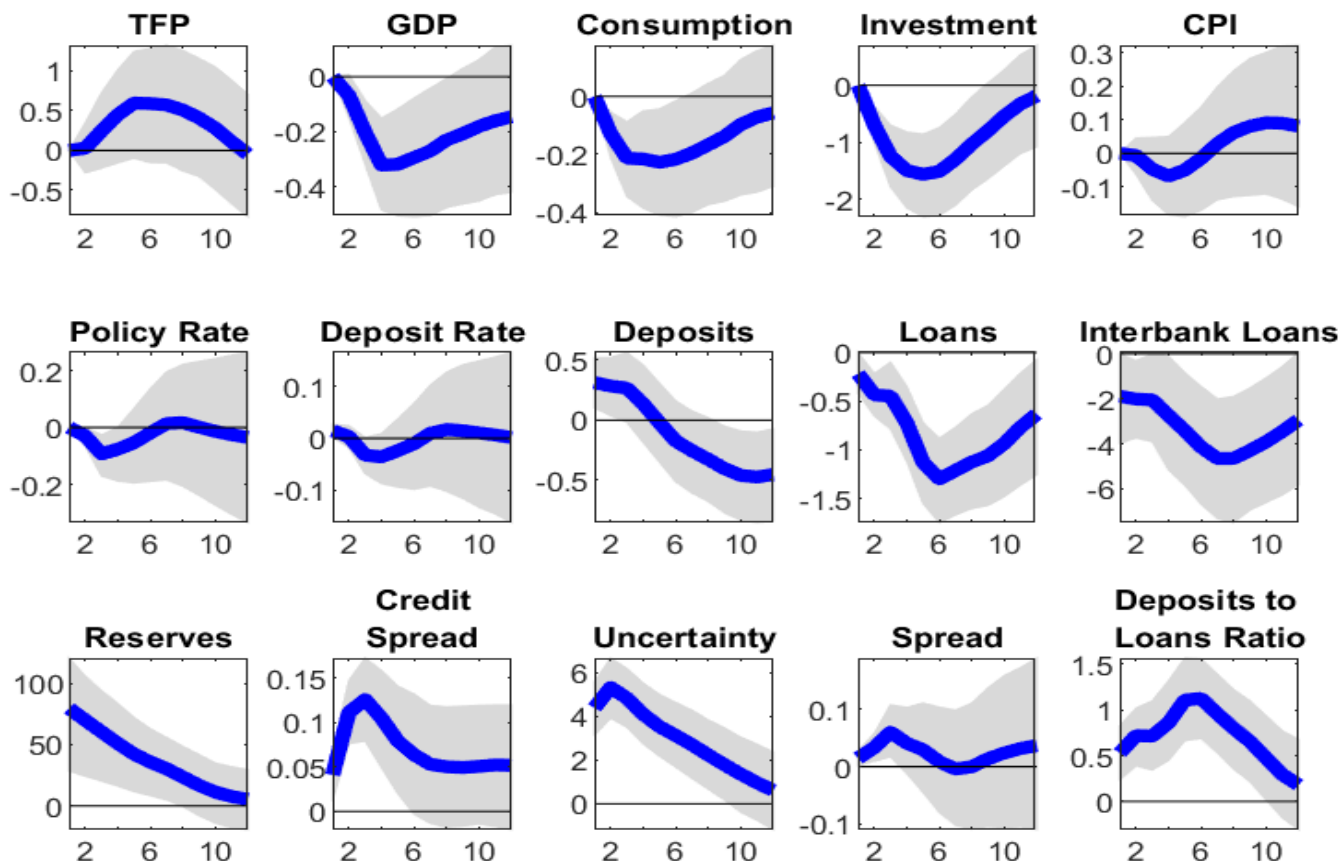 TFP GDP Consumption Investment CPI
1 0 0 0 0.3
0.5 -0.2 -0.2 -1 0.2
0 -0.4 -0.4 -2 0.1
-0.5 0
-0.1
2 6 10 2 6 10 2 6 10 2 6 10 2 6 10
Policy Rate Deposit Rate Deposits Loans Interbank Loans
0.2 0.1 0.5 0 0
0 0 0 -0.5 -2
-0.2 -0.1 -0.5 -1 -4
-1.5 -6
2 6 10 2 6 10 2 6 10 2 6 10 2 6 10
Credit Deposits to
Reserves Spread Uncertainty Spread Loans Ratio
100 0.15 6 0.1 1.5
50 0.1 4 0 1
0 0.05 2 -0.1 0.5
0 0 0
2 6 10 2 6 10 2 6 10 2 6 10 2 6 10